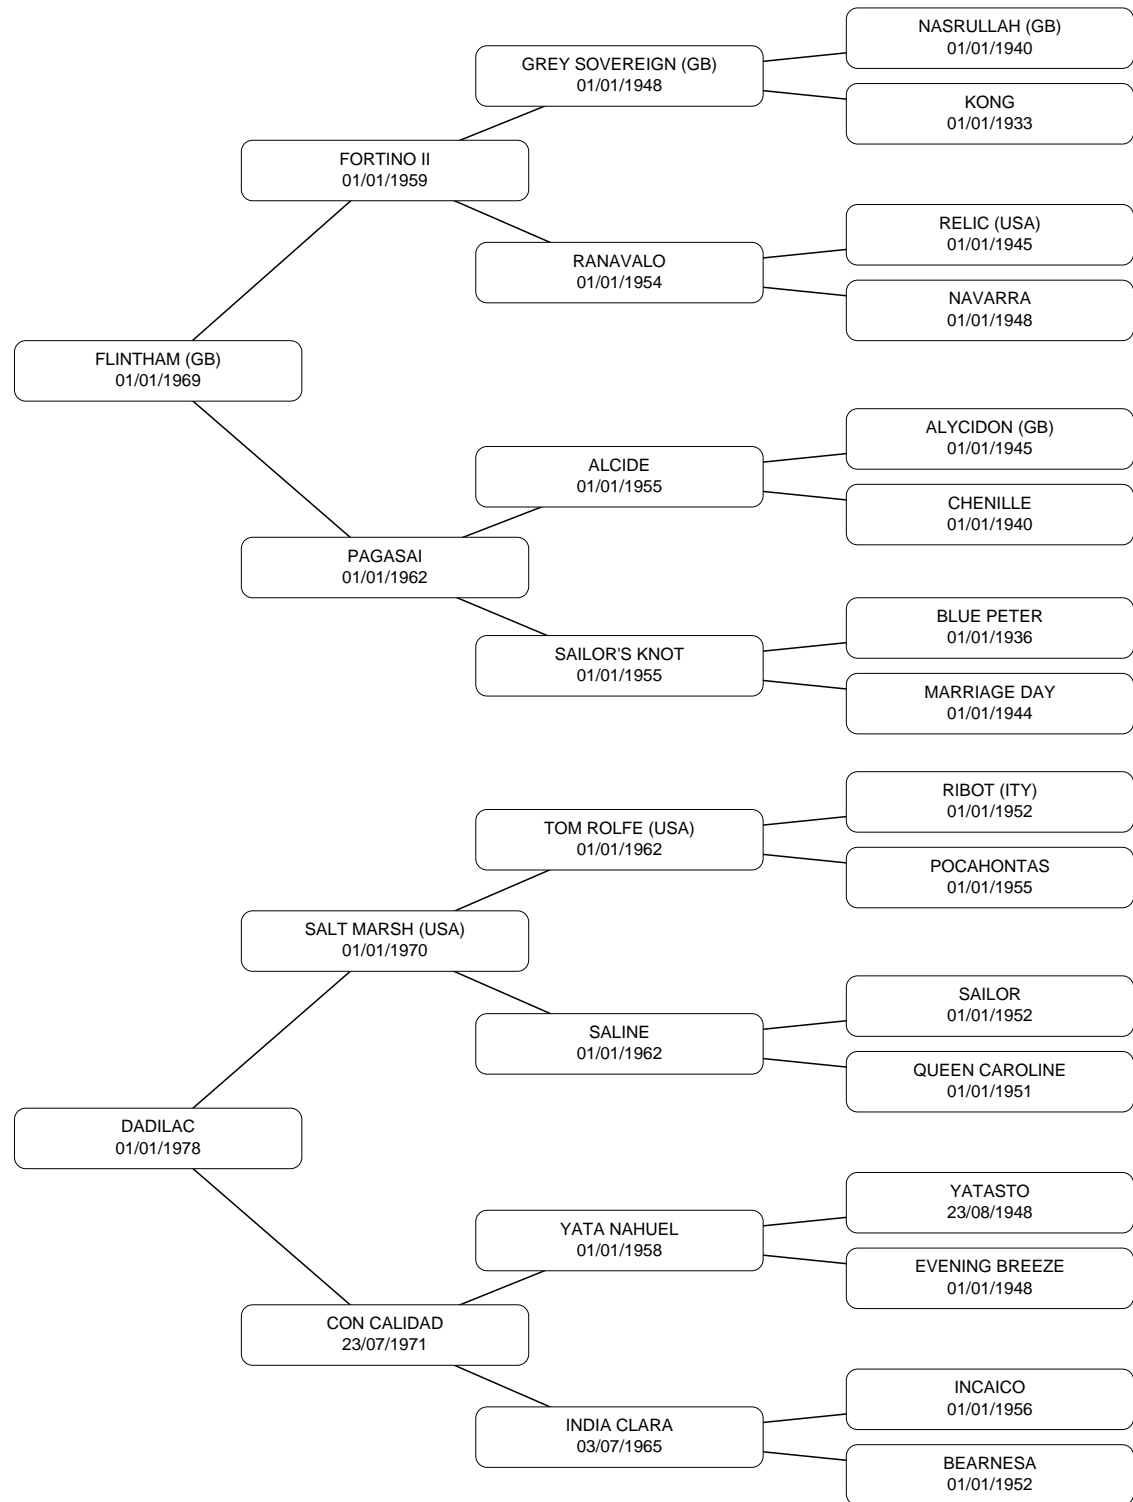 NASRULLAH (GB)
01/01/1940
GREY SOVEREIGN (GB)
01/01/1948
KONG
01/01/1933
FORTINO II
01/01/1959
RELIC (USA)
01/01/1945
RANAVALO
01/01/1954
NAVARRA
01/01/1948
FLINTHAM (GB)
01/01/1969
ALYCIDON (GB)
01/01/1945
ALCIDE
01/01/1955
CHENILLE
01/01/1940
PAGASAI
01/01/1962
BLUE PETER
01/01/1936
SAILOR'S KNOT
01/01/1955
MARRIAGE DAY
01/01/1944
RIBOT (ITY)
01/01/1952
TOM ROLFE (USA)
01/01/1962
POCAHONTAS
01/01/1955
SALT MARSH (USA)
01/01/1970
SAILOR
01/01/1952
SALINE
01/01/1962
QUEEN CAROLINE
01/01/1951
DADILAC
01/01/1978
YATASTO
23/08/1948
YATA NAHUEL
01/01/1958
EVENING BREEZE
01/01/1948
CON CALIDAD
23/07/1971
INCAICO
01/01/1956
INDIA CLARA
03/07/1965
BEARNESA
01/01/1952